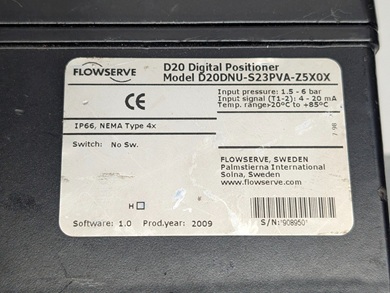 FLOWSERVE
D20 Digital Positioner
Model D20DNU-S23PVA-Z5X0X
CE
Input pressure: 1.5 - 6 bar
Input signal (T1-2): 4 - 20 mA
Temp. range:-20°C to +85°C
IP66, NEMA Type 4x
Switch: No Sw.
FLOWSERVE, SWEDEN
Palmstierna International
Solna, Sweden
www.flowserve.com
H
Software: 1.0 Prod.year: 2009
S/N:*908950*